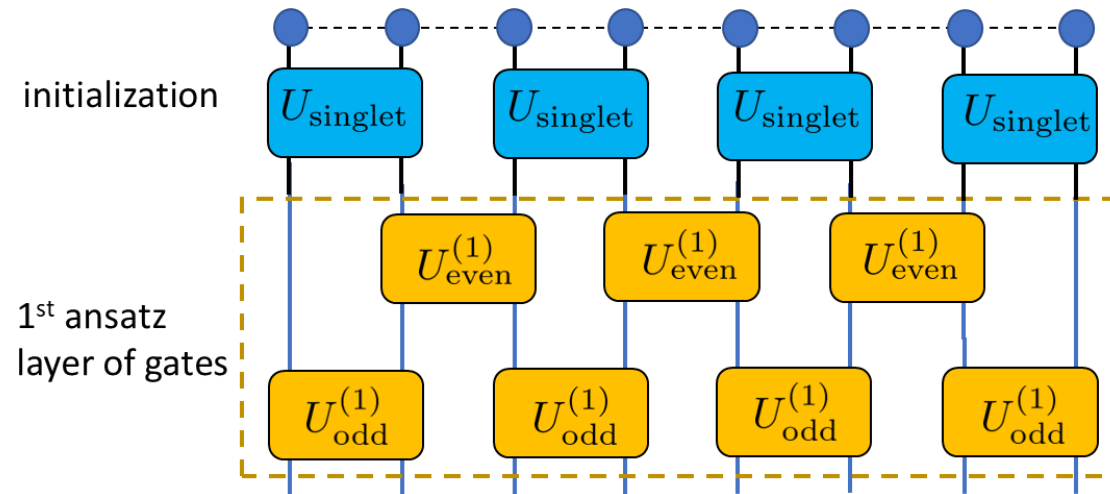 initialization
U_singlet U_singlet U_singlet U_singlet
U_even^(1) U_even^(1) U_even^(1)
1st ansatz
layer of gates
U_odd^(1) U_odd^(1) U_odd^(1) U_odd^(1)